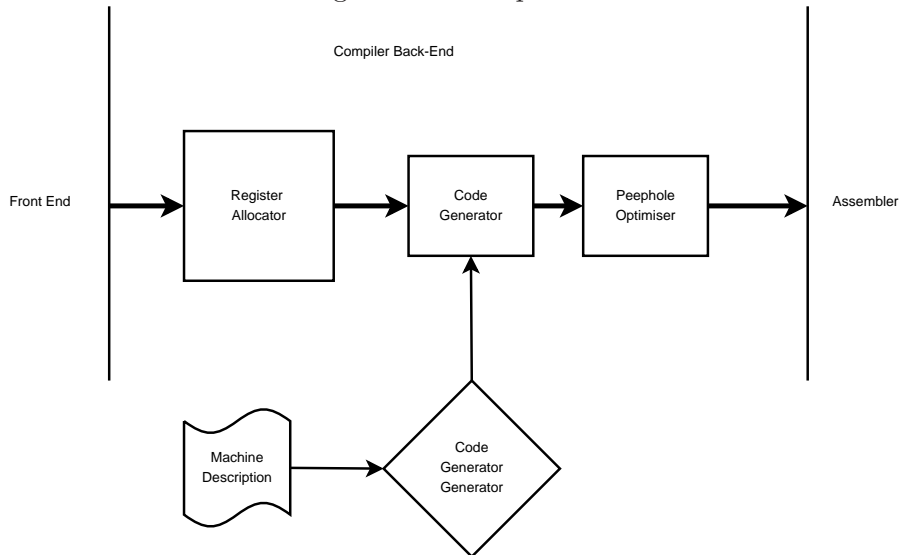 Compiler Back-End
Front End
Register
Allocator
Code
Generator
Peephole
Optimiser
Assembler
Machine
Description
Code
Generator
Generator